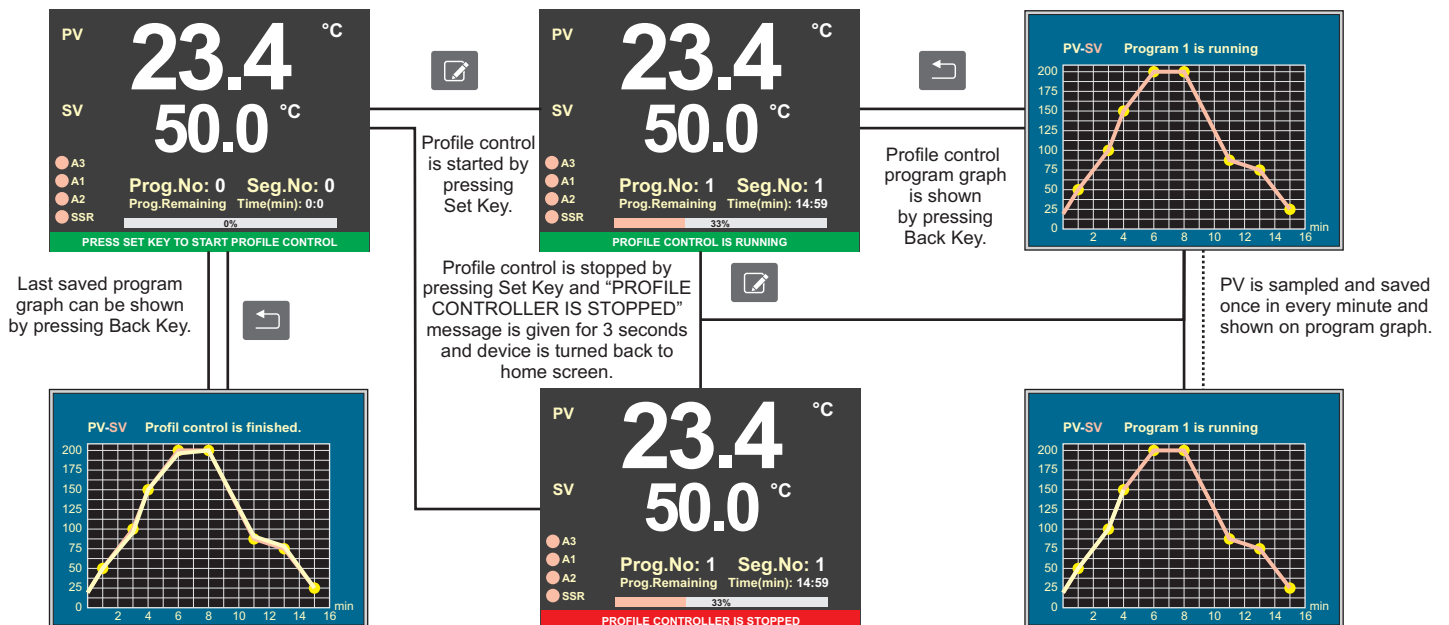 PV
23.4
°C
SV
50.0
°C
A3
A1
A2
SSR
Prog.No: 0 Seg.No: 0
Prog.Remaining Time(min): 0:0
0%
PRESS SET KEY TO START PROFILE CONTROL
Profile control
is started by
pressing
Set Key.
PV
23.4
°C
SV
50.0
°C
A3
A1
A2
SSR
Prog.No: 1 Seg.No: 1
Prog.Remaining Time(min): 14:59
33%
PROFILE CONTROL IS RUNNING
Profile control
program graph
is shown
by pressing
Back Key.
PV-SV Program 1 is running
200
175
150
125
100
75
50
25
0
2 4 6 8 10 12 14 16
min
Last saved program
graph can be shown
by pressing Back Key.
Profile control is stopped by
pressing Set Key and “PROFILE
CONTROLLER IS STOPPED”
message is given for 3 seconds
and device is turned back to
home screen.
PV is sampled and saved
once in every minute and
shown on program graph.
PV-SV Profil control is finished.
200
175
150
125
100
75
50
25
0
2 4 6 8 10 12 14 16
min
PV
23.4
°C
SV
50.0
°C
A3
A1
A2
SSR
Prog.No: 1 Seg.No: 1
Prog.Remaining Time(min): 14:59
33%
PROFILE CONTROLLER IS STOPPED
PV-SV Program 1 is running
200
175
150
125
100
75
50
25
0
2 4 6 8 10 12 14 16
min